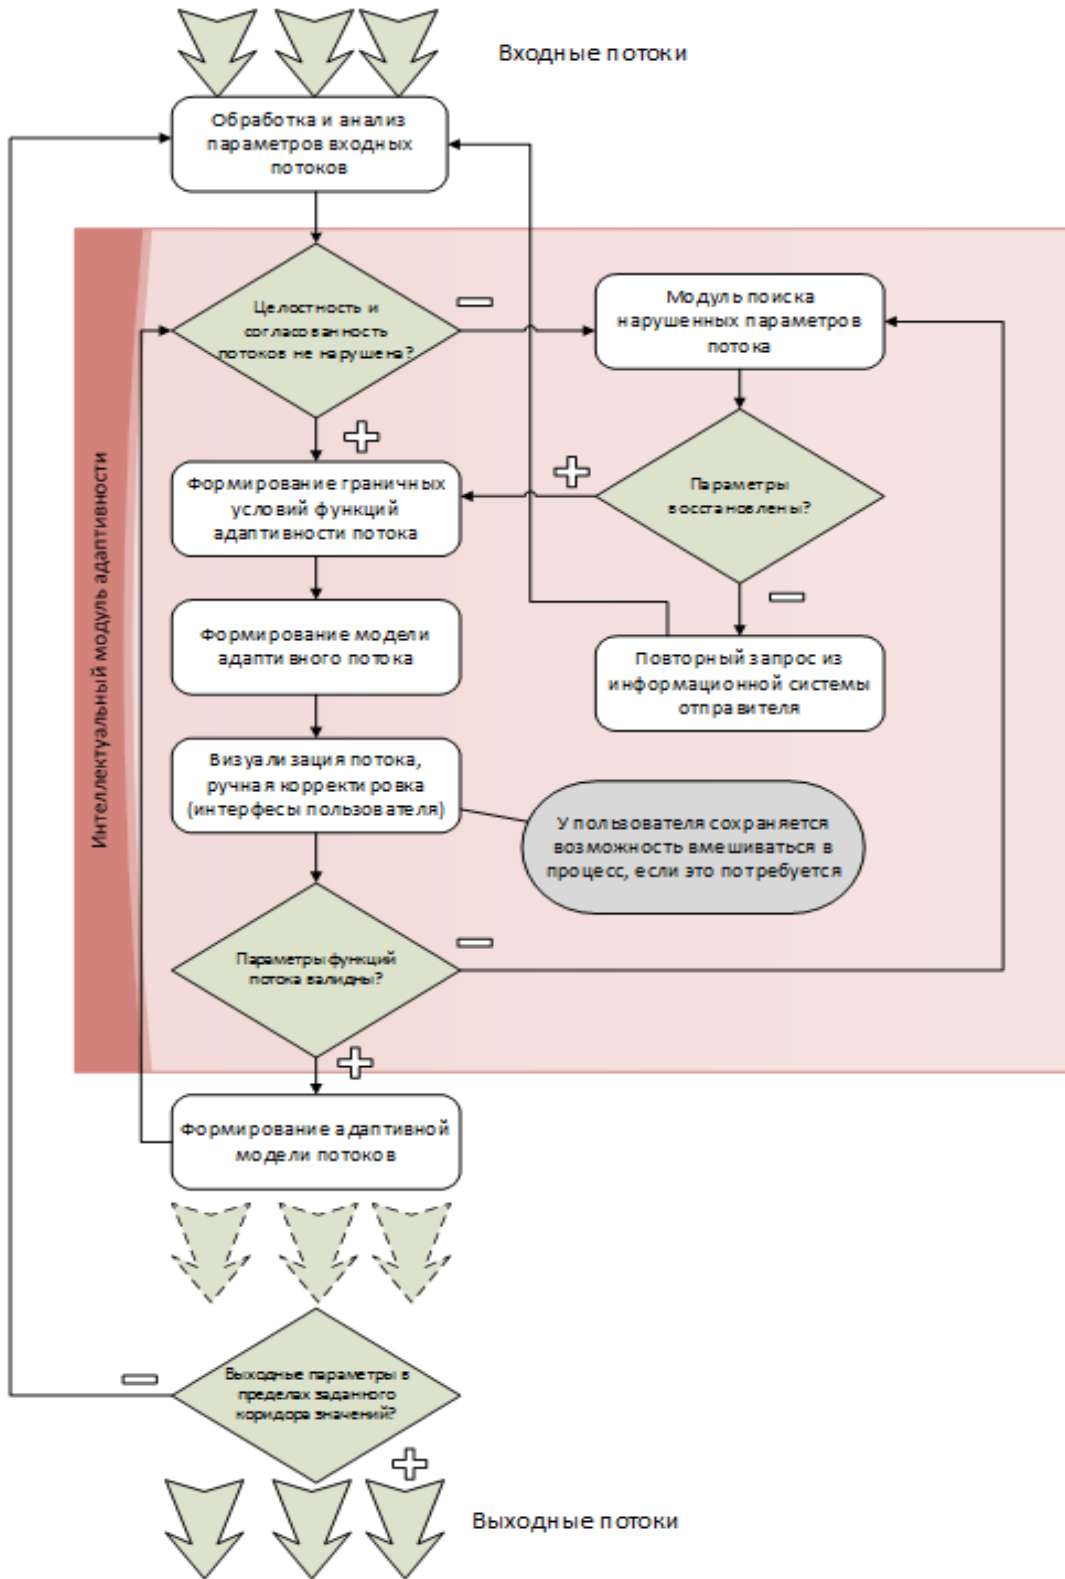 Входные потоки
Обработка и анализ
параметров входных
потоков
Целостность и
согласованность
потоков не нарушена?
Модуль поиска
нарушенных параметров
потока
Формирование граничных
условий функций
адаптивности потока
Параметры
восстановлены?
Формирование модели
адаптивного потока
Повторный запрос из
информационной системы
отправителя
Визуализация потока,
ручная корректировка
(интерфесы пользователя)
У пользователя сохраняется
возможность вмешиваться в
процесс, если это потребуется
Интеллектуальный модуль адаптивности
Параметры функций
потока валидны?
Формирование адаптивной
модели потоков
Выходные параметры в
пределах заданного
коридора значений?
Выходные потоки